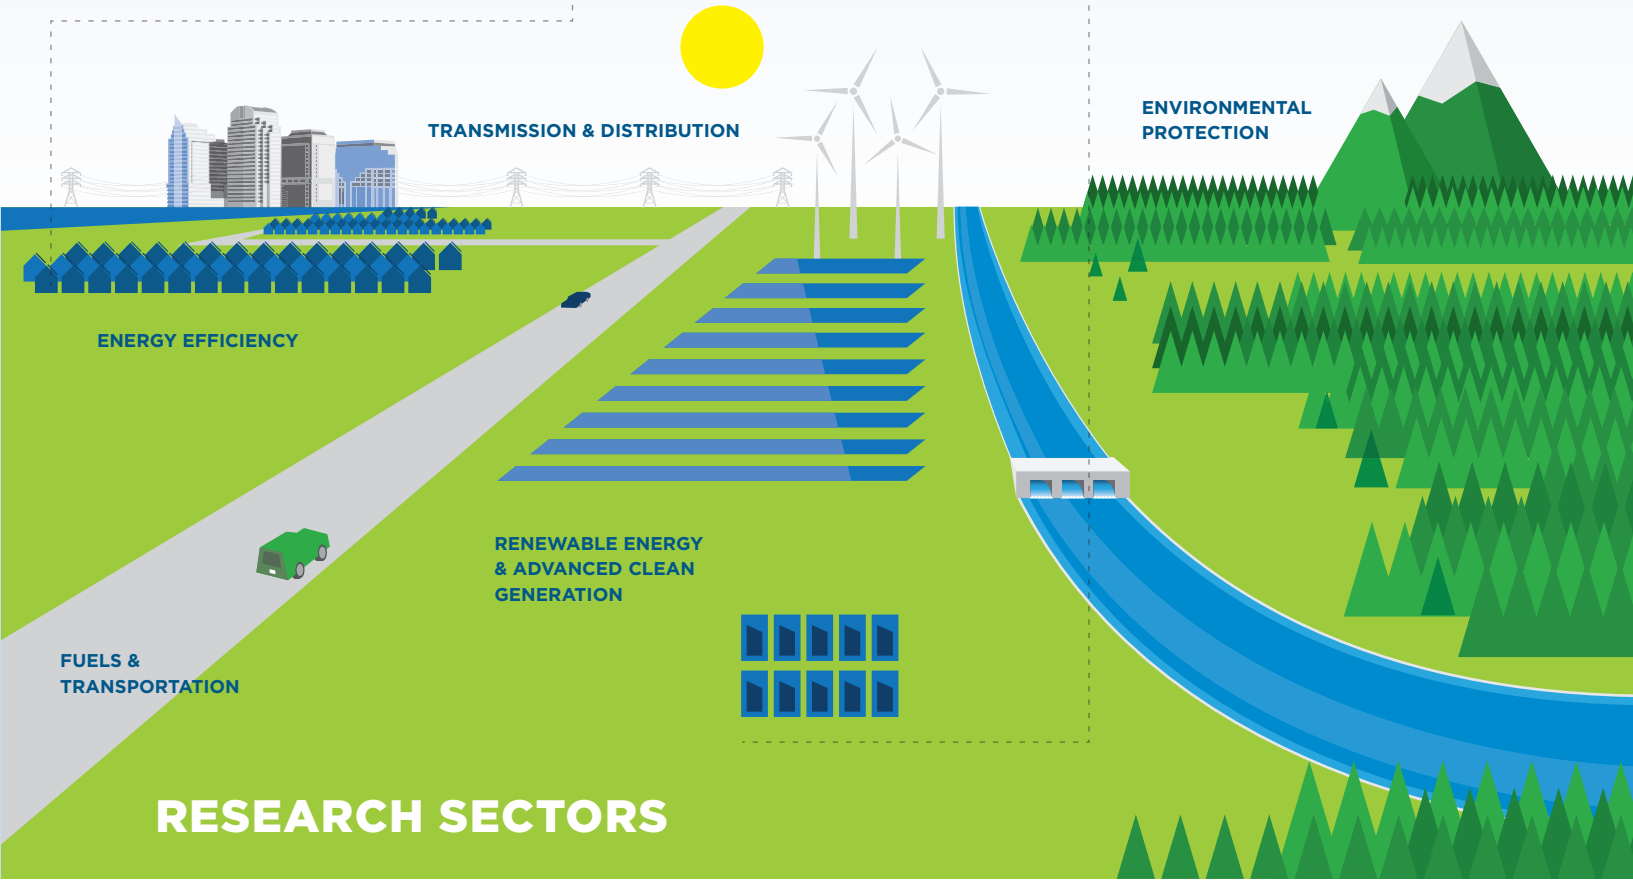 TRANSMISSION & DISTRIBUTION
ENVIRONMENTAL
PROTECTION
ENERGY EFFICIENCY
RENEWABLE ENERGY
& ADVANCED CLEAN
GENERATION
FUELS &
TRANSPORTATION
RESEARCH SECTORS